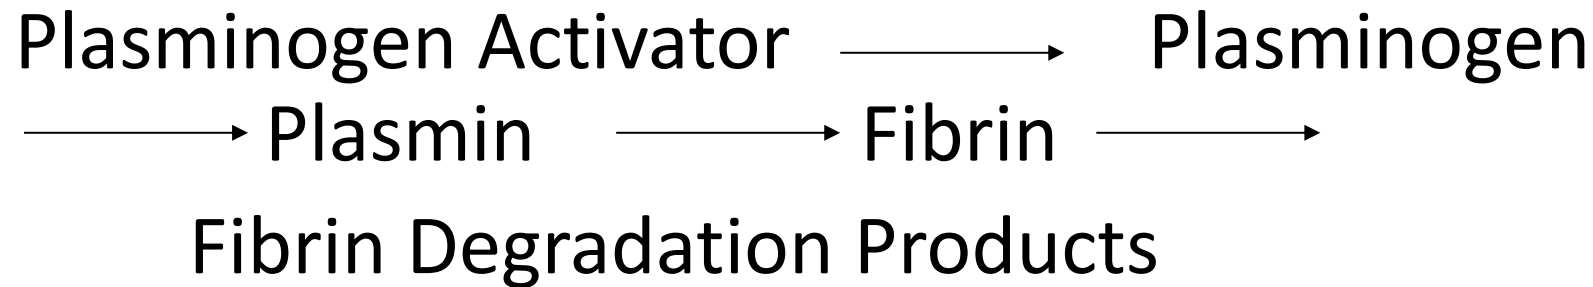 Plasminogen Activator ⟶ Plasminogen
⟶ Plasmin ⟶ Fibrin ⟶
Fibrin Degradation Products